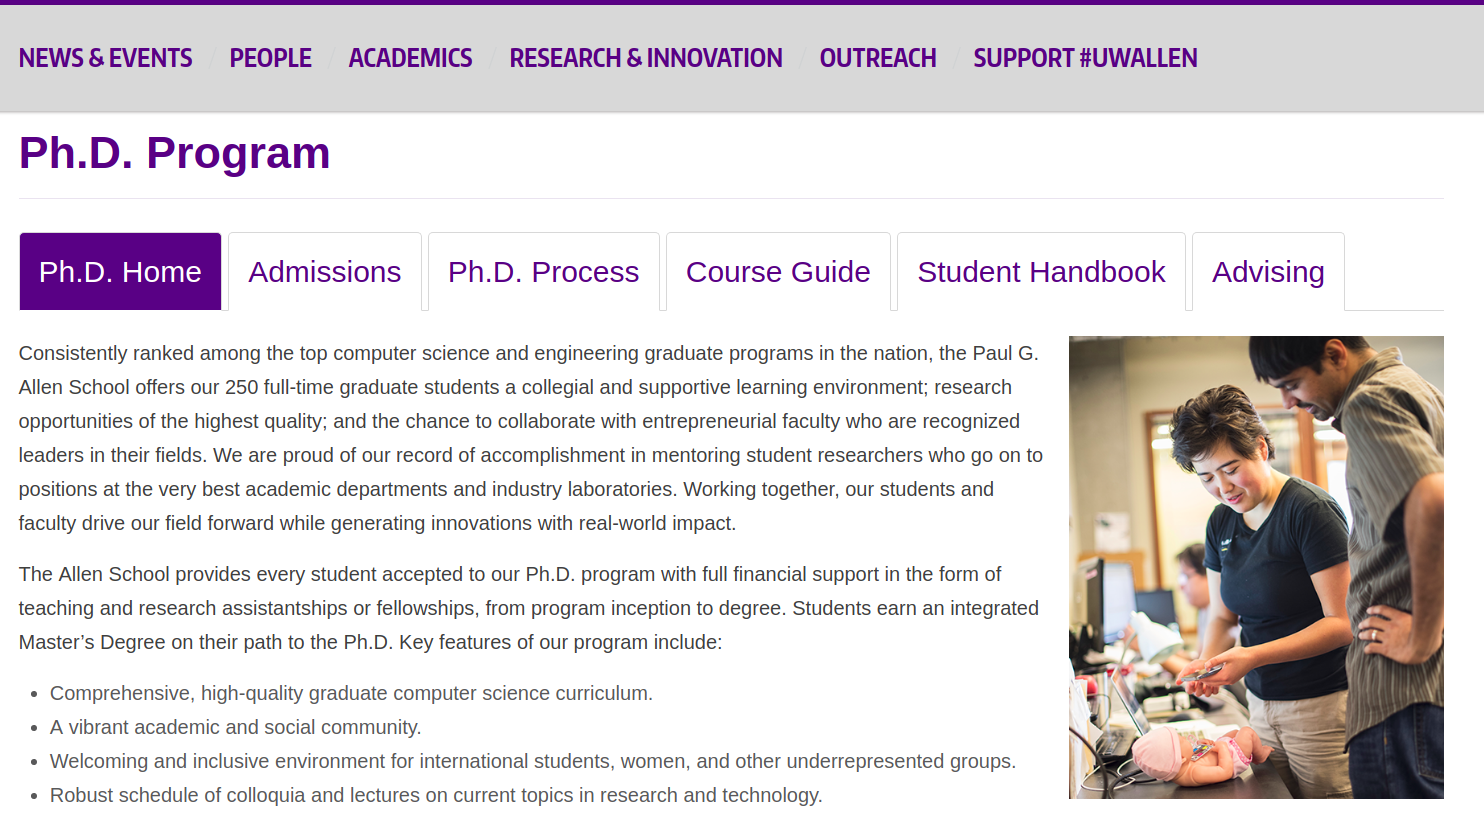 NEWS & EVENTS / PEOPLE / ACADEMICS / RESEARCH & INNOVATION / OUTREACH / SUPPORT #UWALLEN
Ph.D. Program
Ph.D. Home Admissions Ph.D. Process Course Guide Student Handbook Advising
Consistently ranked among the top computer science and engineering graduate programs in the nation, the Paul G.
Allen School offers our 250 full-time graduate students a collegial and supportive learning environment; research
opportunities of the highest quality; and the chance to collaborate with entrepreneurial faculty who are recognized
leaders in their fields. We are proud of our record of accomplishment in mentoring student researchers who go on to
positions at the very best academic departments and industry laboratories. Working together, our students and
faculty drive our field forward while generating innovations with real-world impact.
The Allen School provides every student accepted to our Ph.D. program with full financial support in the form of
teaching and research assistantships or fellowships, from program inception to degree. Students earn an integrated
Master’s Degree on their path to the Ph.D. Key features of our program include:
• Comprehensive, high-quality graduate computer science curriculum.
• A vibrant academic and social community.
• Welcoming and inclusive environment for international students, women, and other underrepresented groups.
• Robust schedule of colloquia and lectures on current topics in research and technology.